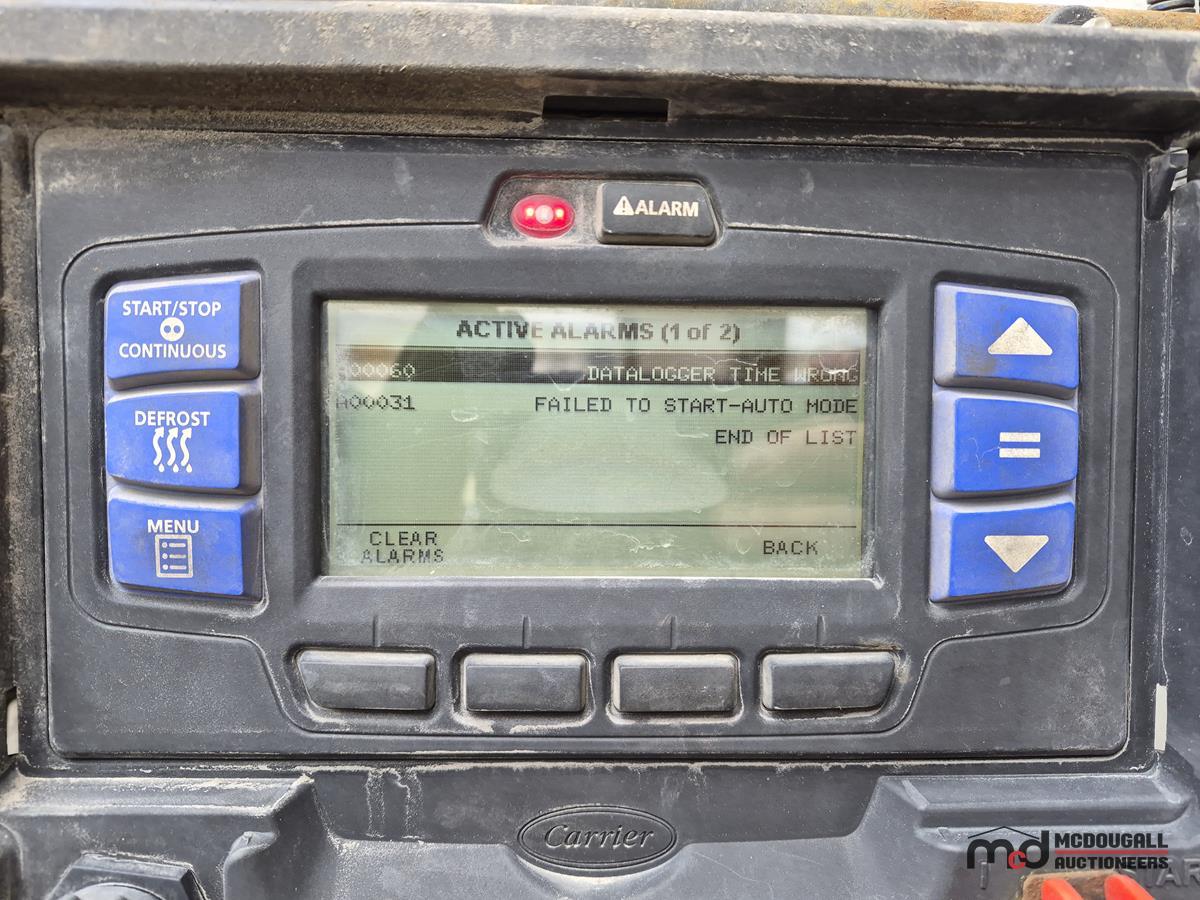 ALARM
START/STOP
CONTINUOUS
DEFROST
MENU
ACTIVE ALARMS (1 of 2)
A00060 DATALOGGER TIME WRONG
A00031 FAILED TO START-AUTO MODE
END OF LIST
CLEAR
ALARMS
BACK
Carrier
mcd MCDOUGALL
AUCTIONEERS